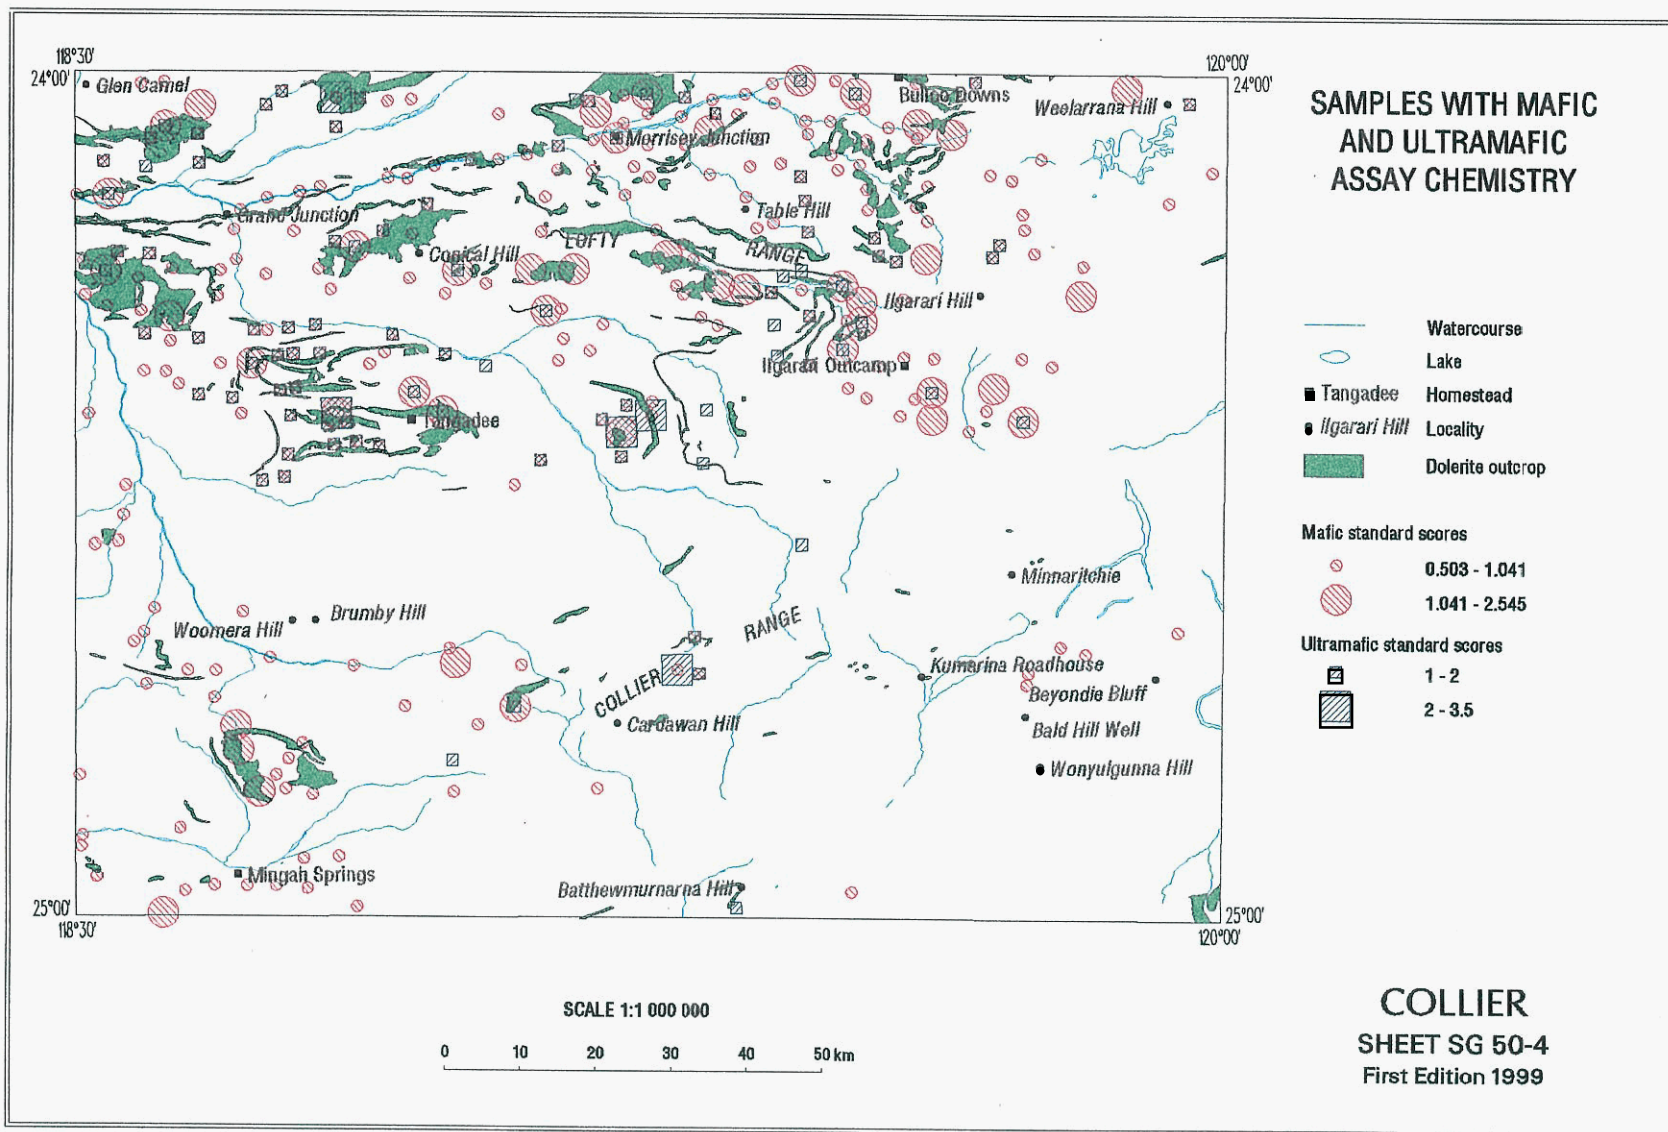 118°30'
120°00'
24°00'
24°00'
SAMPLES WITH MAFIC
AND ULTRAMAFIC
ASSAY CHEMISTRY
Glen Camel
Bulloo Downs
Weelarrana Hill
Morrisey Junction
Grand Junction
Table Hill
LOFTY
RANGE
Conical Hill
Ilgarari Hill
Ilgarari Outcamp
Tangadee
Minnaritchie
Brumby Hill
Woomera Hill
COLLIER
RANGE
Kumarina Roadhouse
Beyondie Bluff
Cardawan Hill
Bald Hill Well
Wonyulgunna Hill
Mingah Springs
Batthewmurnarna Hill
25°00'
25°00'
118°30'
120°00'
Watercourse
Lake
Tangadee Homestead
Ilgarari Hill Locality
Dolerite outcrop
Mafic standard scores
0.503 - 1.041
1.041 - 2.545
Ultramafic standard scores
1 - 2
2 - 3.5
SCALE 1:1 000 000
0 10 20 30 40 50 km
COLLIER
SHEET SG 50-4
First Edition 1999